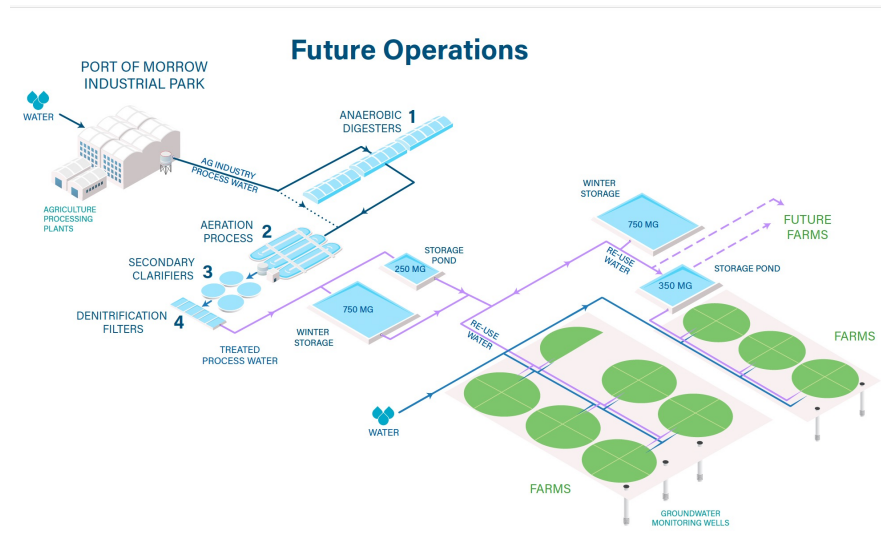 Future Operations
PORT OF MORROW
INDUSTRIAL PARK
WATER
AGRICULTURE
PROCESSING
PLANTS
AG INDUSTRY
PROCESS WATER
ANAEROBIC
DIGESTERS
1
AERATION
PROCESS
2
SECONDARY
CLARIFIERS
3
DENITRIFICATION
FILTERS
4
TREATED
PROCESS WATER
WINTER
STORAGE
750 MG
STORAGE
POND
250 MG
RE-USE
WATER
WINTER
STORAGE
750 MG
RE-USE
WATER
STORAGE POND
350 MG
FUTURE
FARMS
FARMS
WATER
FARMS
GROUNDWATER
MONITORING WELLS